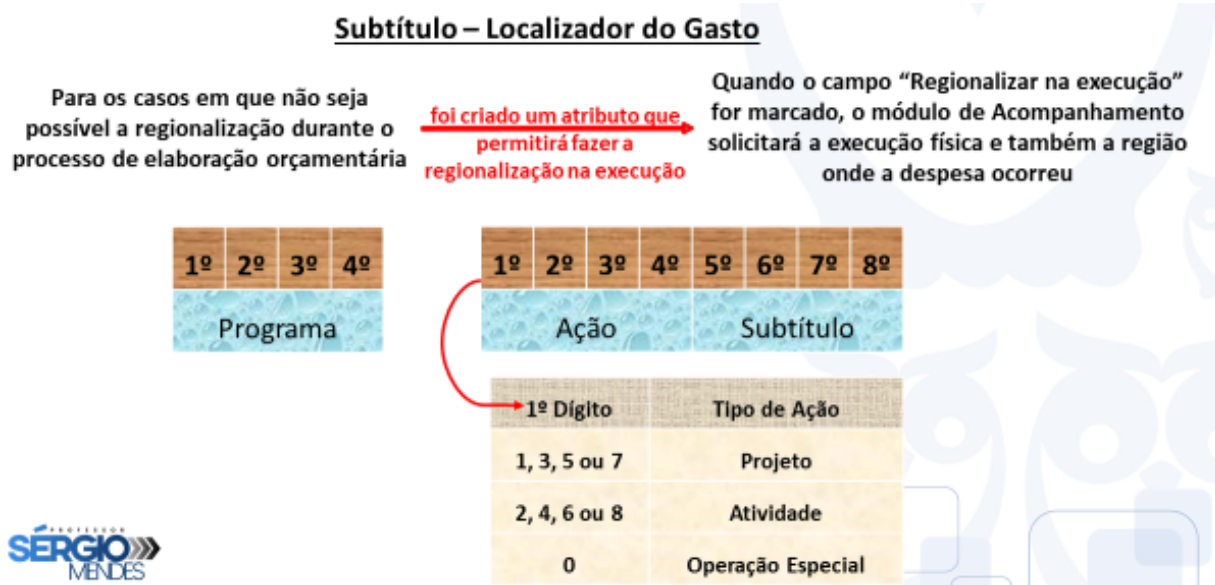 Subtítulo – Localizador do Gasto
Para os casos em que não seja
possível a regionalização durante o
processo de elaboração orçamentária
foi criado um atributo que
permitirá fazer a
regionalização na execução
Quando o campo “Regionalizar na execução”
for marcado, o módulo de Acompanhamento
solicitará a execução física e também a região
onde a despesa ocorreu
1º 2º 3º 4º
Programa
1º 2º 3º 4º 5º 6º 7º 8º
Ação Subtítulo
1º Dígito Tipo de Ação
1, 3, 5 ou 7 Projeto
2, 4, 6 ou 8 Atividade
0 Operação Especial
PROFESSOR
SÉRGIO
MENDES